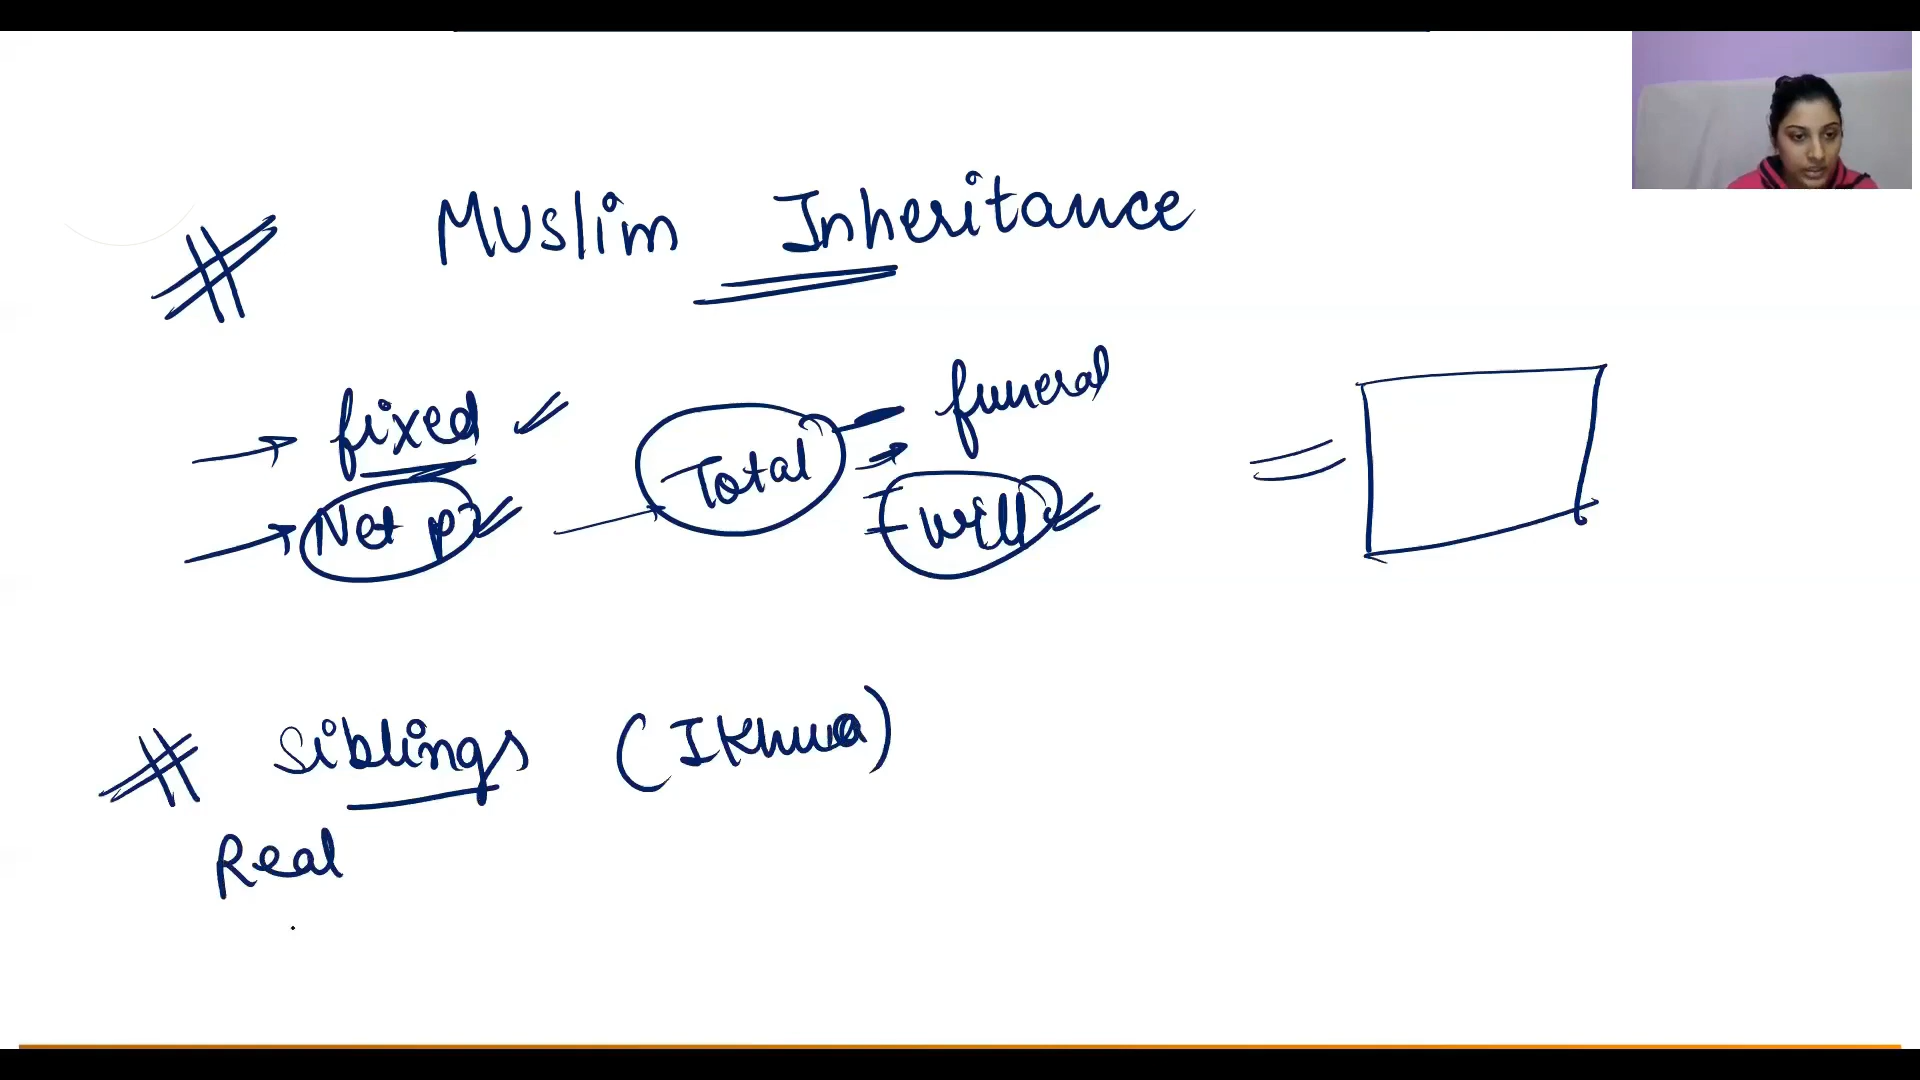 # Muslim Inheritance
→ fixed ✓
→ Net p ✓ → Total - funeral
→
= will ✓
=
# Siblings (Ikhwa)
Real